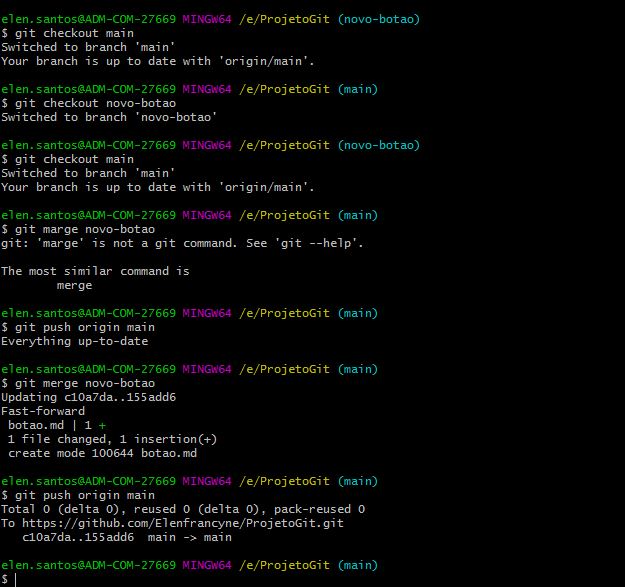 elen.santos@ADM-COM-27669 MINGW64 /e/ProjetoGit (novo-botao)
$ git checkout main
Switched to branch 'main'
Your branch is up to date with 'origin/main'.

elen.santos@ADM-COM-27669 MINGW64 /e/ProjetoGit (main)
$ git checkout novo-botao
Switched to branch 'novo-botao'

elen.santos@ADM-COM-27669 MINGW64 /e/ProjetoGit (novo-botao)
$ git checkout main
Switched to branch 'main'
Your branch is up to date with 'origin/main'.

elen.santos@ADM-COM-27669 MINGW64 /e/ProjetoGit (main)
$ git marge novo-botao
git: 'marge' is not a git command. See 'git --help'.

The most similar command is
        merge

elen.santos@ADM-COM-27669 MINGW64 /e/ProjetoGit (main)
$ git push origin main
Everything up-to-date

elen.santos@ADM-COM-27669 MINGW64 /e/ProjetoGit (main)
$ git merge novo-botao
Updating c10a7da..155add6
Fast-forward
 botao.md | 1 +
 1 file changed, 1 insertion(+)
 create mode 100644 botao.md

elen.santos@ADM-COM-27669 MINGW64 /e/ProjetoGit (main)
$ git push origin main
Total 0 (delta 0), reused 0 (delta 0), pack-reused 0
To https://github.com/Elenfrancyne/ProjetoGit.git
   c10a7da..155add6  main -> main

elen.santos@ADM-COM-27669 MINGW64 /e/ProjetoGit (main)
$